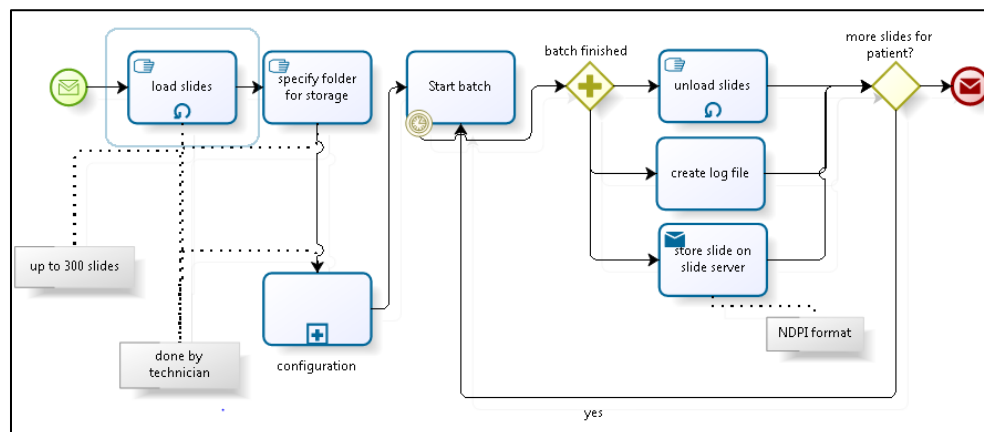 more slides for
patient?
batch finished
load slides
specify folder
for storage
Start batch
unload slides
create log file
store slide on
slide server
up to 300 slides
NDPI format
done by
technician
configuration
yes